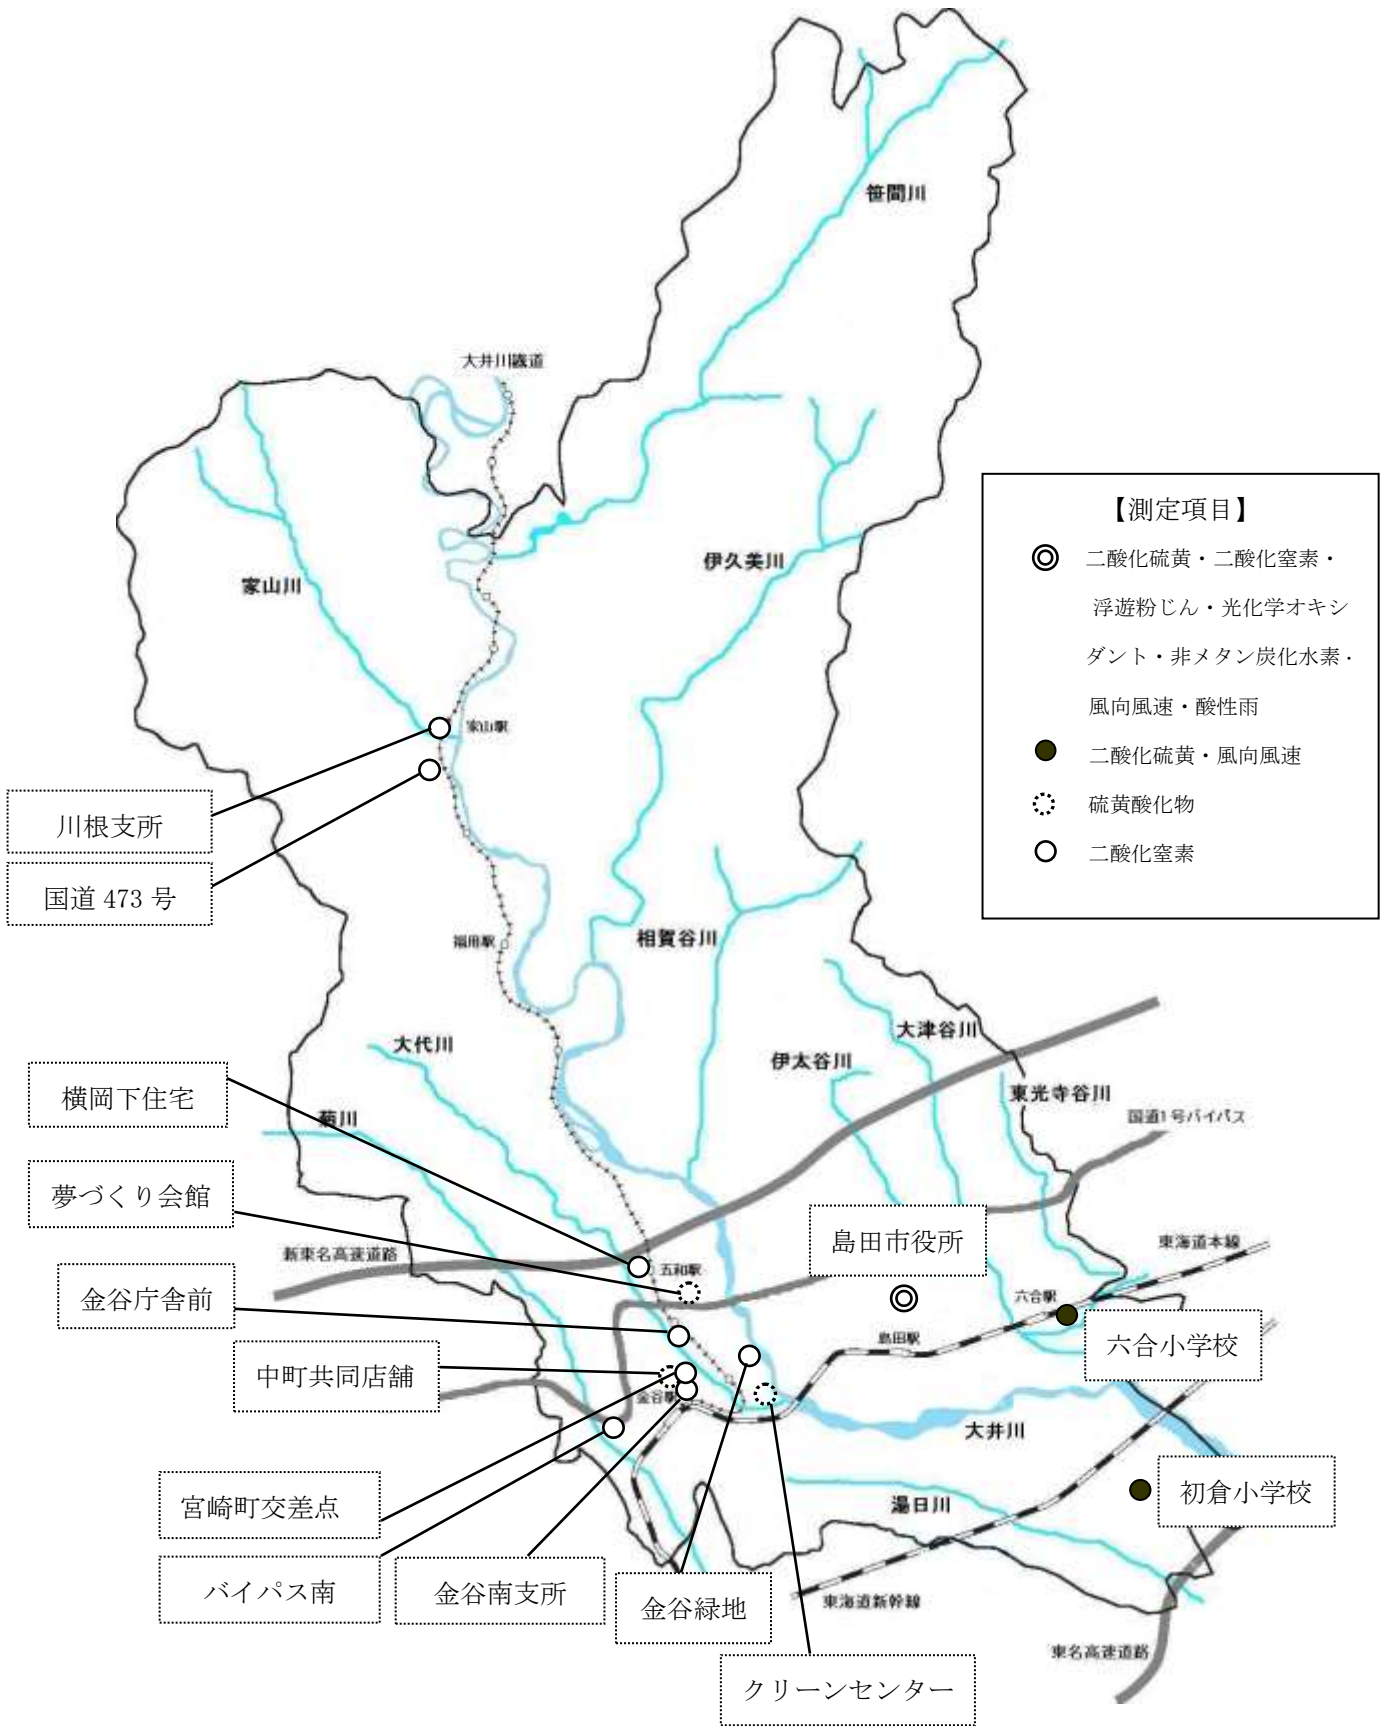 笹間川
大井川鐵道
【測定項目】
二酸化硫黄・二酸化窒素・
浮遊粉じん・光化学オキシ
ダント・非メタン炭化水素・
風向風速・酸性雨
二酸化硫黄・風向風速
硫黄酸化物
二酸化窒素
伊久美川
家山川
家山駅
川根支所
国道 473 号
福用駅
相賀谷川
大津谷川
大代川
伊太谷川
横岡下住宅
東光寺谷川
菊川
国道1号バイパス
夢づくり会館
島田市役所
新東名高速道路
東海道本線
五和駅
金谷庁舎前
六合駅
島田駅
六合小学校
中町共同店舗
金谷駅
大井川
宮崎町交差点
湯日川
初倉小学校
バイパス南
金谷南支所
金谷緑地
東海道新幹線
東名高速道路
クリーンセンター